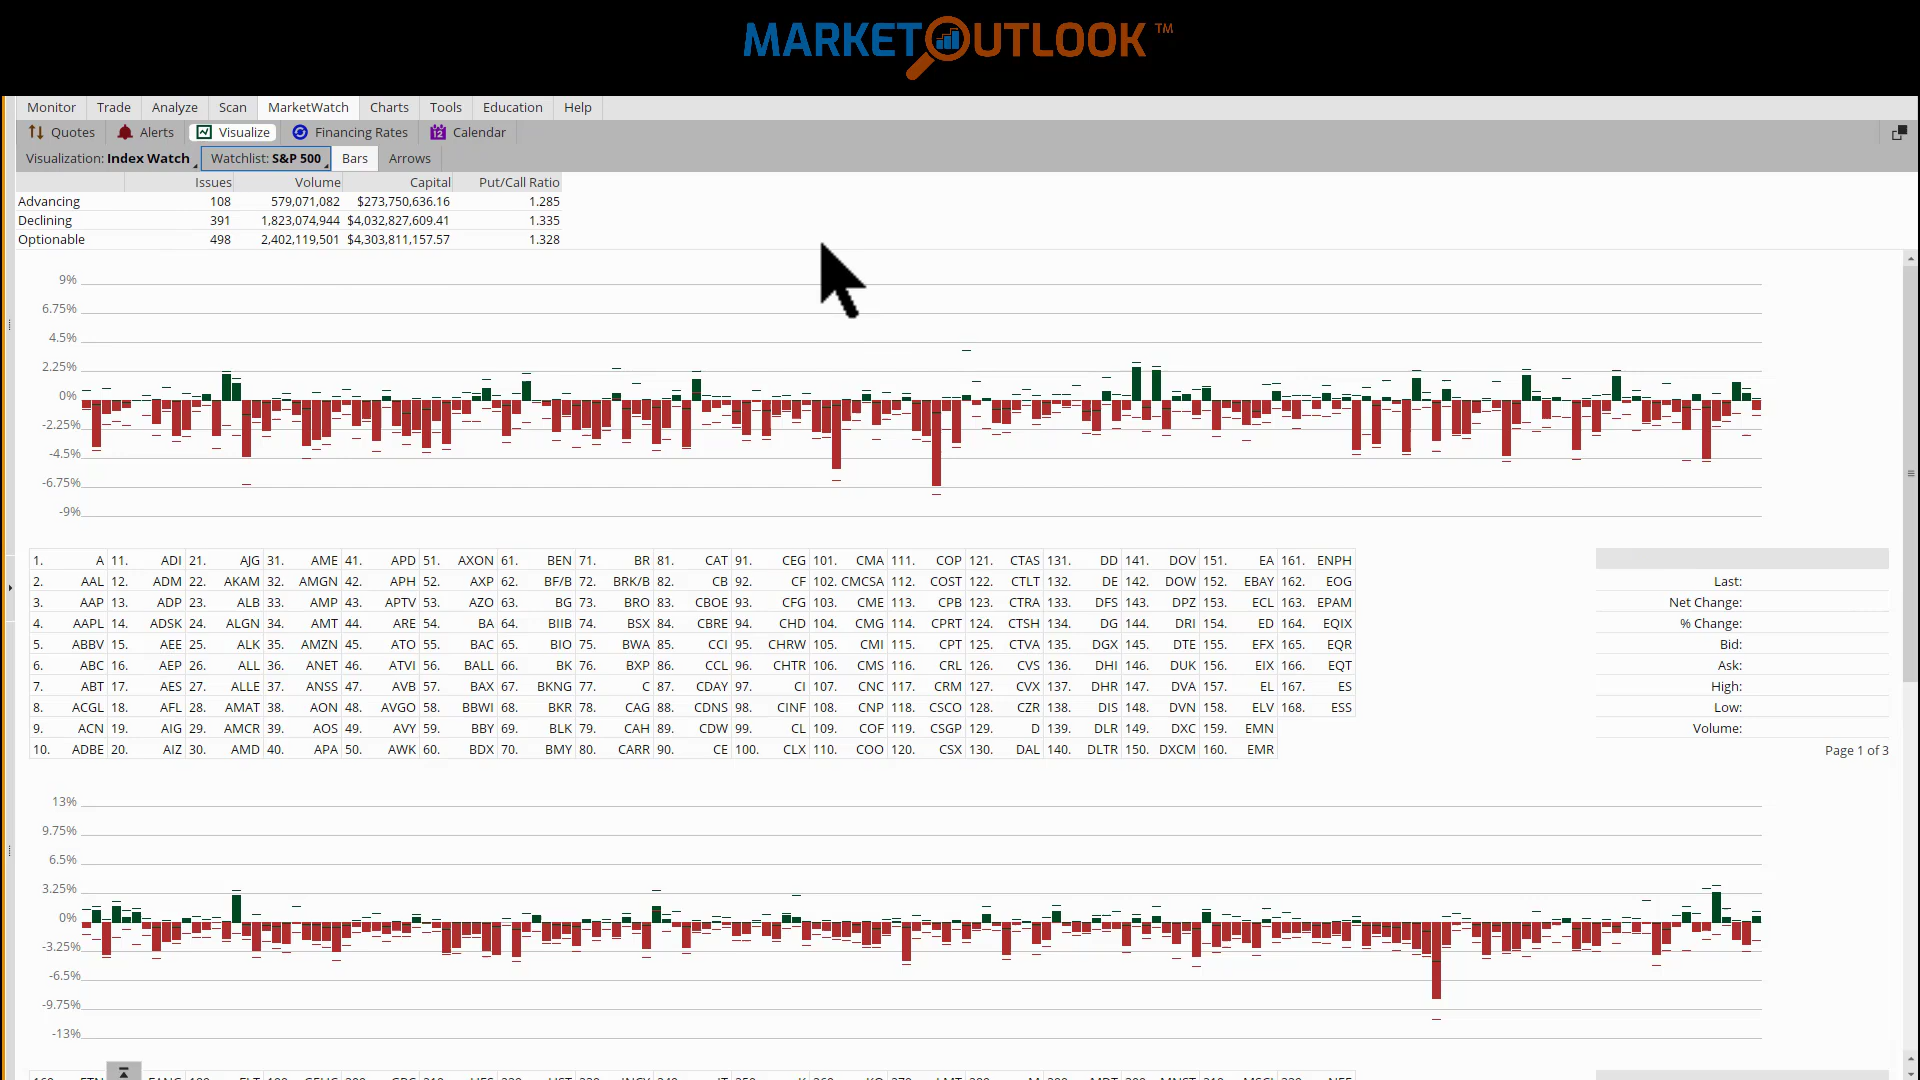 MARKETOUTLOOK™
Monitor Trade Analyze Scan MarketWatch Charts Tools Education Help
Quotes Alerts Visualize Financing Rates 12 Calendar
Visualization: Index Watch Watchlist: S&P 500 Bars Arrows
Issues Volume Capital Put/Call Ratio
Advancing 108 579,071,082 $273,750,636.16 1.285
Declining 391 1,823,074,944 $4,032,827,609.41 1.335
Optionable 498 2,402,119,501 $4,303,811,157.57 1.328
9%
6.75%
4.5%
2.25%
0%
-2.25%
-4.5%
-6.75%
-9%
1. A 11. ADI 21. AJG 31. AME 41. APD 51. AXON 61. BEN 71. BR 81. CAT 91. CEG 101. CMA 111. COP 121. CTAS 131. DD 141. DOV 151. EA 161. ENPH
2. AAL 12. ADM 22. AKAM 32. AMGN 42. APH 52. AXP 62. BF/B 72. BRK/B 82. CB 92. CF 102. CMCSA 112. COST 122. CTLT 132. DE 142. DOW 152. EBAY 162. EOG Last:
3. AAP 13. ADP 23. ALB 33. AMP 43. APTV 53. AZO 63. BG 73. BRO 83. CBOE 93. CFG 103. CME 113. CPB 123. CTRA 133. DFS 143. DPZ 153. ECL 163. EPAM Net Change:
4. AAPL 14. ADSK 24. ALGN 34. AMT 44. ARE 54. BA 64. BIIB 74. BSX 84. CBRE 94. CHD 104. CMG 114. CPRT 124. CTSH 134. DG 144. DRI 154. ED 164. EQIX % Change:
5. ABBV 15. AEE 25. ALK 35. AMZN 45. ATO 55. BAC 65. BIO 75. BWA 85. CCI 95. CHRW 105. CMI 115. CPT 125. CTVA 135. DGX 145. DTE 155. EFX 165. EQR Bid:
6. ABC 16. AEP 26. ALL 36. ANET 46. ATVI 56. BALL 66. BK 76. BXP 86. CCL 96. CHTR 106. CMS 116. CRL 126. CVS 136. DHI 146. DUK 156. EIX 166. EQT Ask:
7. ABT 17. AES 27. ALLE 37. ANSS 47. AVB 57. BAX 67. BKNG 77. C 87. CDAY 97. CI 107. CNC 117. CRM 127. CVX 137. DHR 147. DVA 157. EL 167. ES High:
8. ACGL 18. AFL 28. AMAT 38. AON 48. AVGO 58. BBWI 68. BKR 78. CAG 88. CDNS 98. CINF 108. CNP 118. CSCO 128. CZR 138. DIS 148. DVN 158. ELV 168. ESS Low:
9. ACN 19. AIG 29. AMCR 39. AOS 49. AVY 59. BBY 69. BLK 79. CAH 89. CDW 99. CL 109. COF 119. CSGP 129. D 139. DLR 149. DXC 159. EMN Volume:
10. ADBE 20. AIZ 30. AMD 40. APA 50. AWK 60. BDX 70. BMY 80. CARR 90. CE 100. CLX 110. COO 120. CSX 130. DAL 140. DLTR 150. DXCM 160. EMR Page 1 of 3
13%
9.75%
6.5%
3.25%
0%
-3.25%
-6.5%
-9.75%
-13%